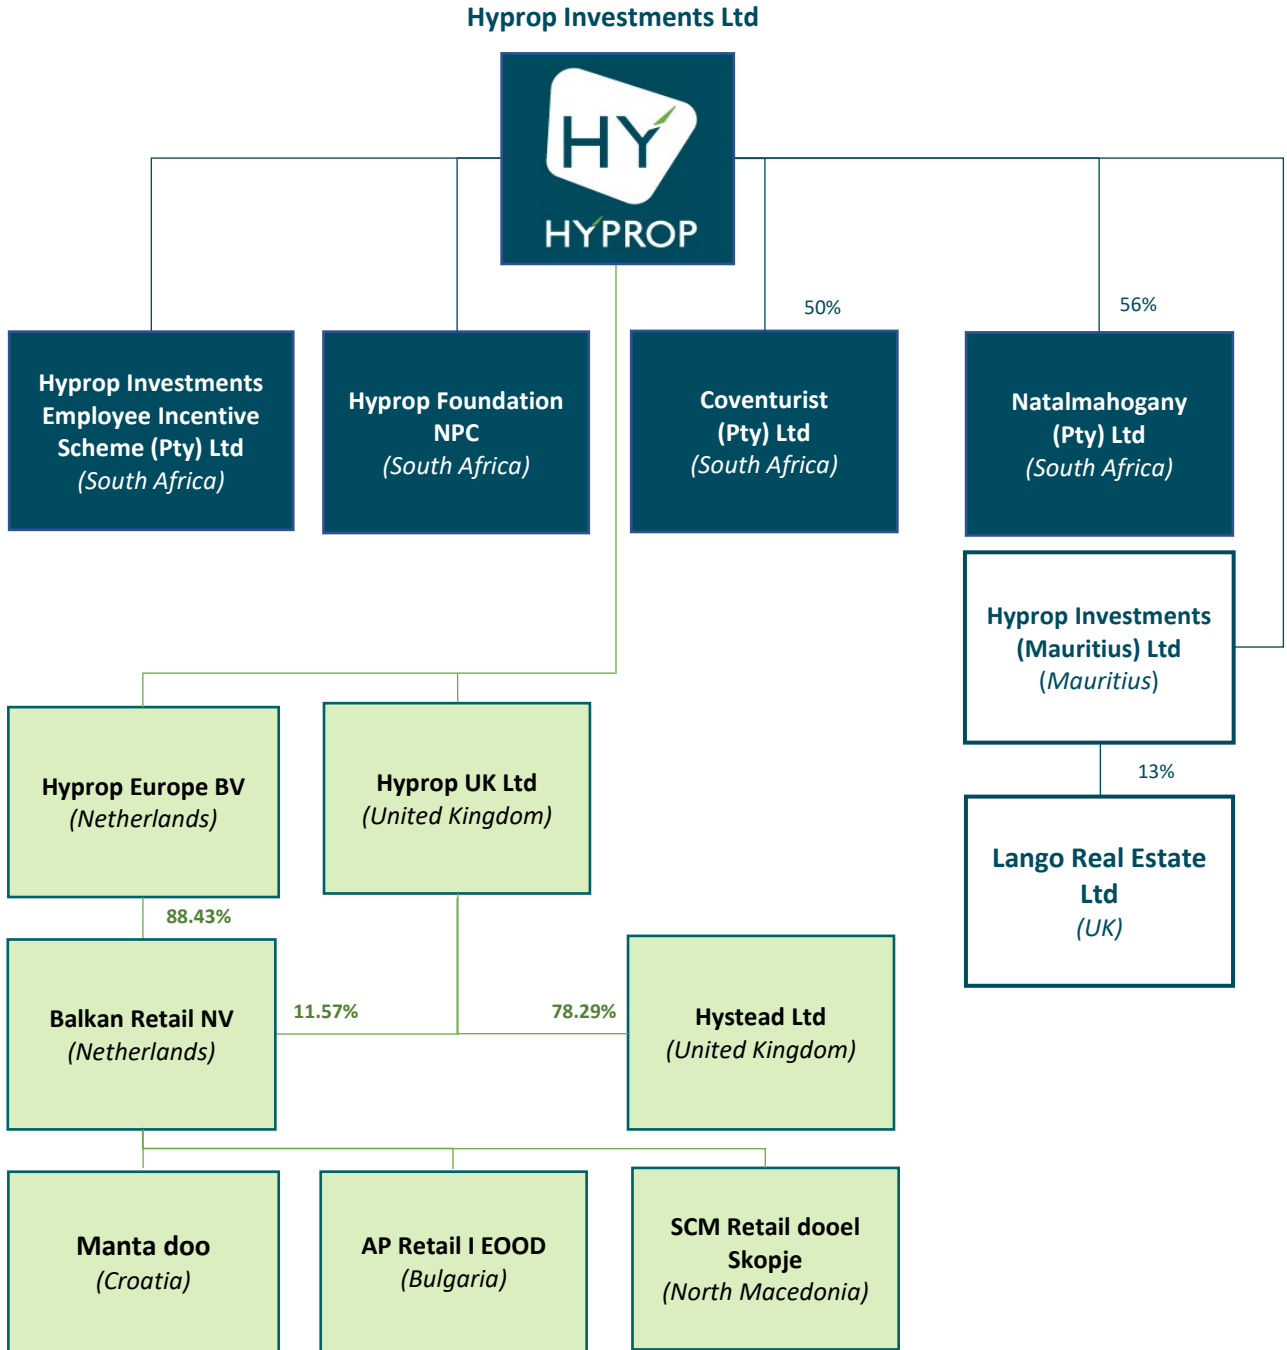 Hyprop Investments Ltd
HY
HYPROP
50%
56%
Hyprop Investments
Employee Incentive
Scheme (Pty) Ltd
(South Africa)
Hyprop Foundation
NPC
(South Africa)
Coventurist
(Pty) Ltd
(South Africa)
Natalmahogany
(Pty) Ltd
(South Africa)
Hyprop Investments
(Mauritius) Ltd
(Mauritius)
13%
Lango Real Estate
Ltd
(UK)
Hyprop Europe BV
(Netherlands)
Hyprop UK Ltd
(United Kingdom)
88.43%
Balkan Retail NV
(Netherlands)
11.57%
78.29%
Hystead Ltd
(United Kingdom)
Manta doo
(Croatia)
AP Retail I EOOD
(Bulgaria)
SCM Retail dooel
Skopje
(North Macedonia)